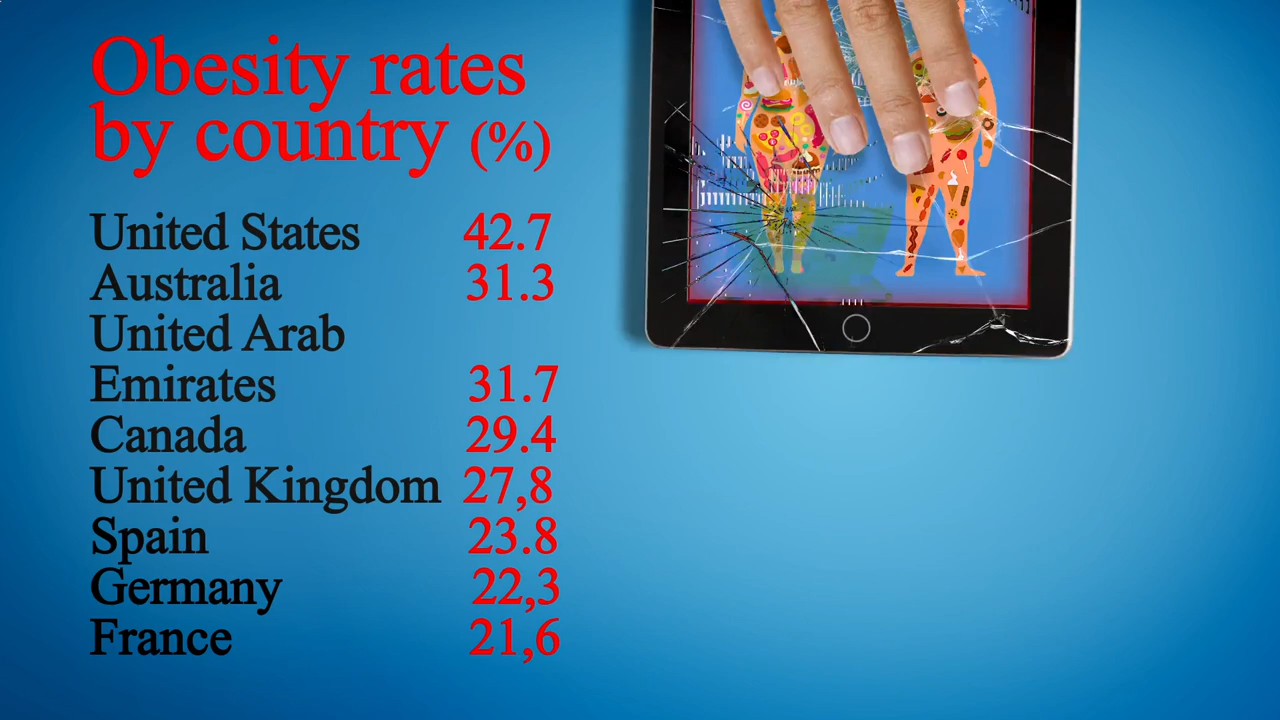 Obesity rates
by country (%)
United States 42.7
Australia 31.3
United Arab
Emirates 31.7
Canada 29.4
United Kingdom 27,8
Spain 23.8
Germany 22,3
France 21,6